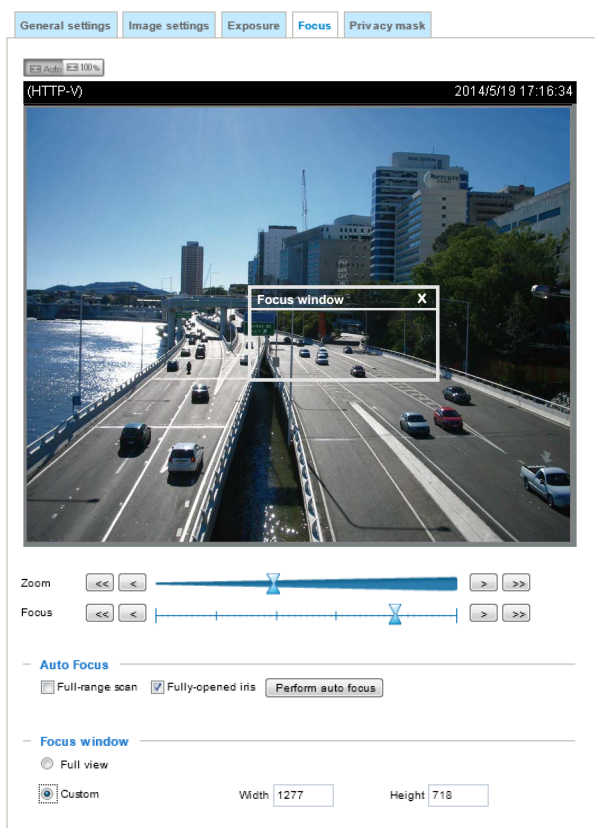 General settings Image settings Exposure Focus Privacy mask
Auto 100%
(HTTP-V) 2014/5/19 17:16:34
MERCURE
Focus window X
Zoom << < > >>
Focus << < > >>
Auto Focus
Full-range scan Fully-opened iris Perform auto focus
Focus window
Full view
Custom Width 1277 Height 718